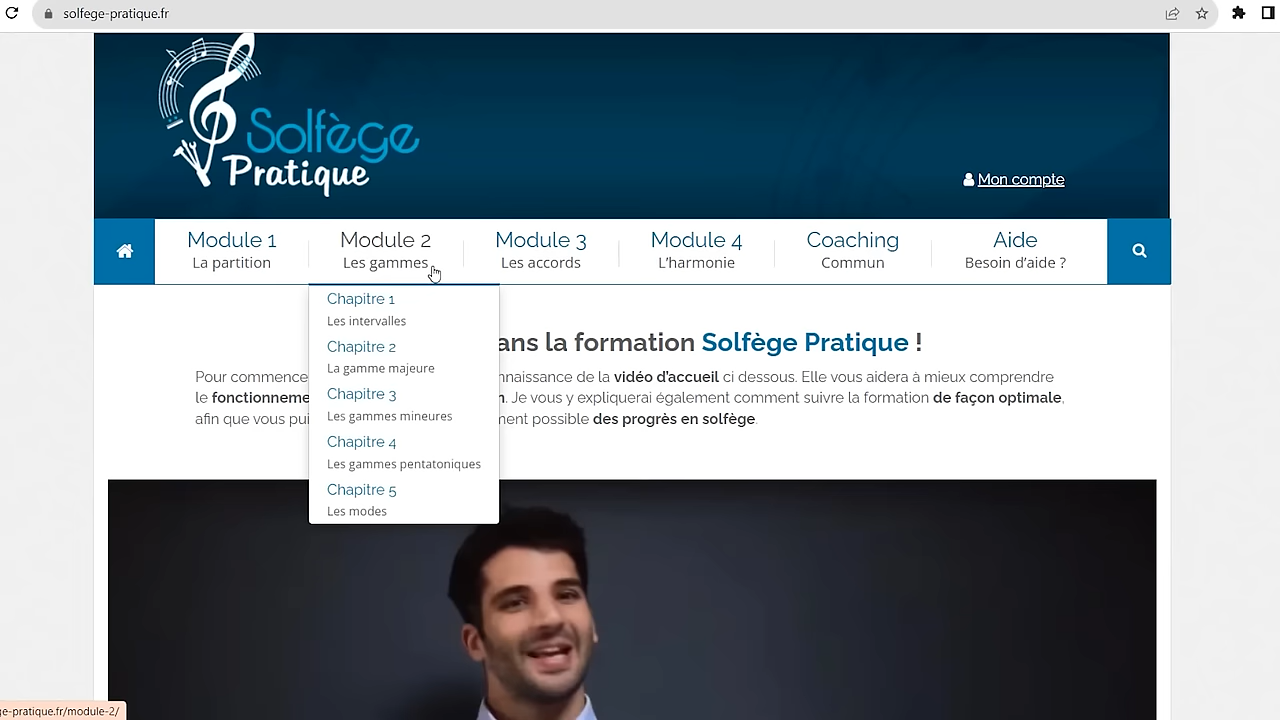 solfege-pratique.fr
Solfège
Pratique
Mon compte
Module 1
La partition
Module 2
Les gammes
Module 3
Les accords
Module 4
L'harmonie
Coaching
Commun
Aide
Besoin d'aide ?
Chapitre 1
Les intervalles
Chapitre 2
La gamme majeure
Chapitre 3
Les gammes mineures
Chapitre 4
Les gammes pentatoniques
Chapitre 5
Les modes
ans la formation Solfège Pratique !
Pour commence nnaissance de la vidéo d'accueil ci dessous. Elle vous aidera à mieux comprendre
le fonctionneme n. Je vous y expliquerai également comment suivre la formation de façon optimale,
afin que vous pui ment possible des progrès en solfège.
ge-pratique.fr/module-2/